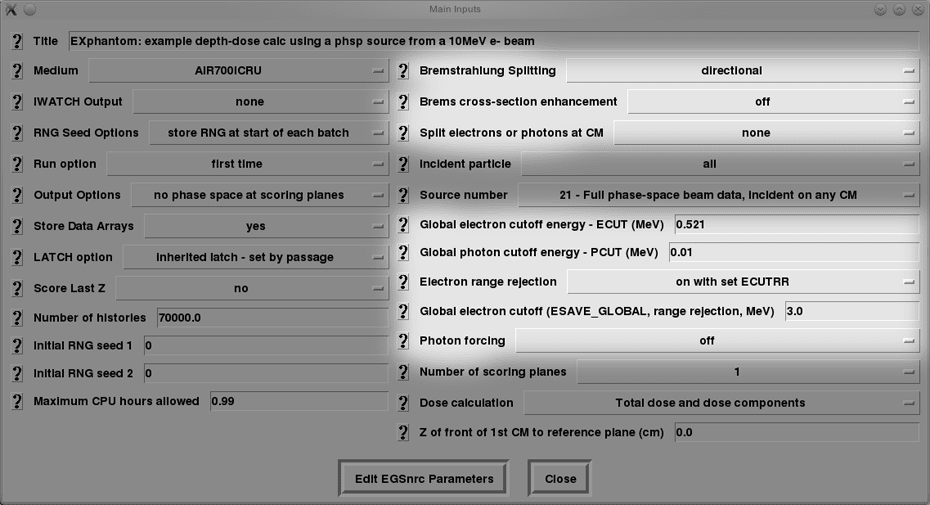 Main Inputs
? Title EXphantom: example depth-dose calc using a phsp source from a 10MeV e- beam
? Medium AIR700ICRU
? IWATCH Output none
? RNG Seed Options store RNG at start of each batch
? Run option first time
? Output Options no phase space at scoring planes
? Store Data Arrays yes
? LATCH option inherited latch - set by passage
? Score Last Z no
? Number of histories 70000.0
? Initial RNG seed 1 0
? Initial RNG seed 2 0
? Maximum CPU hours allowed 0.99
? Bremstrahlung Splitting directional
? Brems cross-section enhancement off
? Split electrons or photons at CM none
? Incident particle all
? Source number 21 - Full phase-space beam data, incident on any CM
? Global electron cutoff energy - ECUT (MeV) 0.521
? Global photon cutoff energy - PCUT (MeV) 0.01
? Electron range rejection on with set ECUTRR
? Global electron cutoff (ESAVE_GLOBAL, range rejection, MeV) 3.0
? Photon forcing off
? Number of scoring planes 1
? Dose calculation Total dose and dose components
? Z of front of 1st CM to reference plane (cm) 0.0
Edit EGSnrc Parameters Close